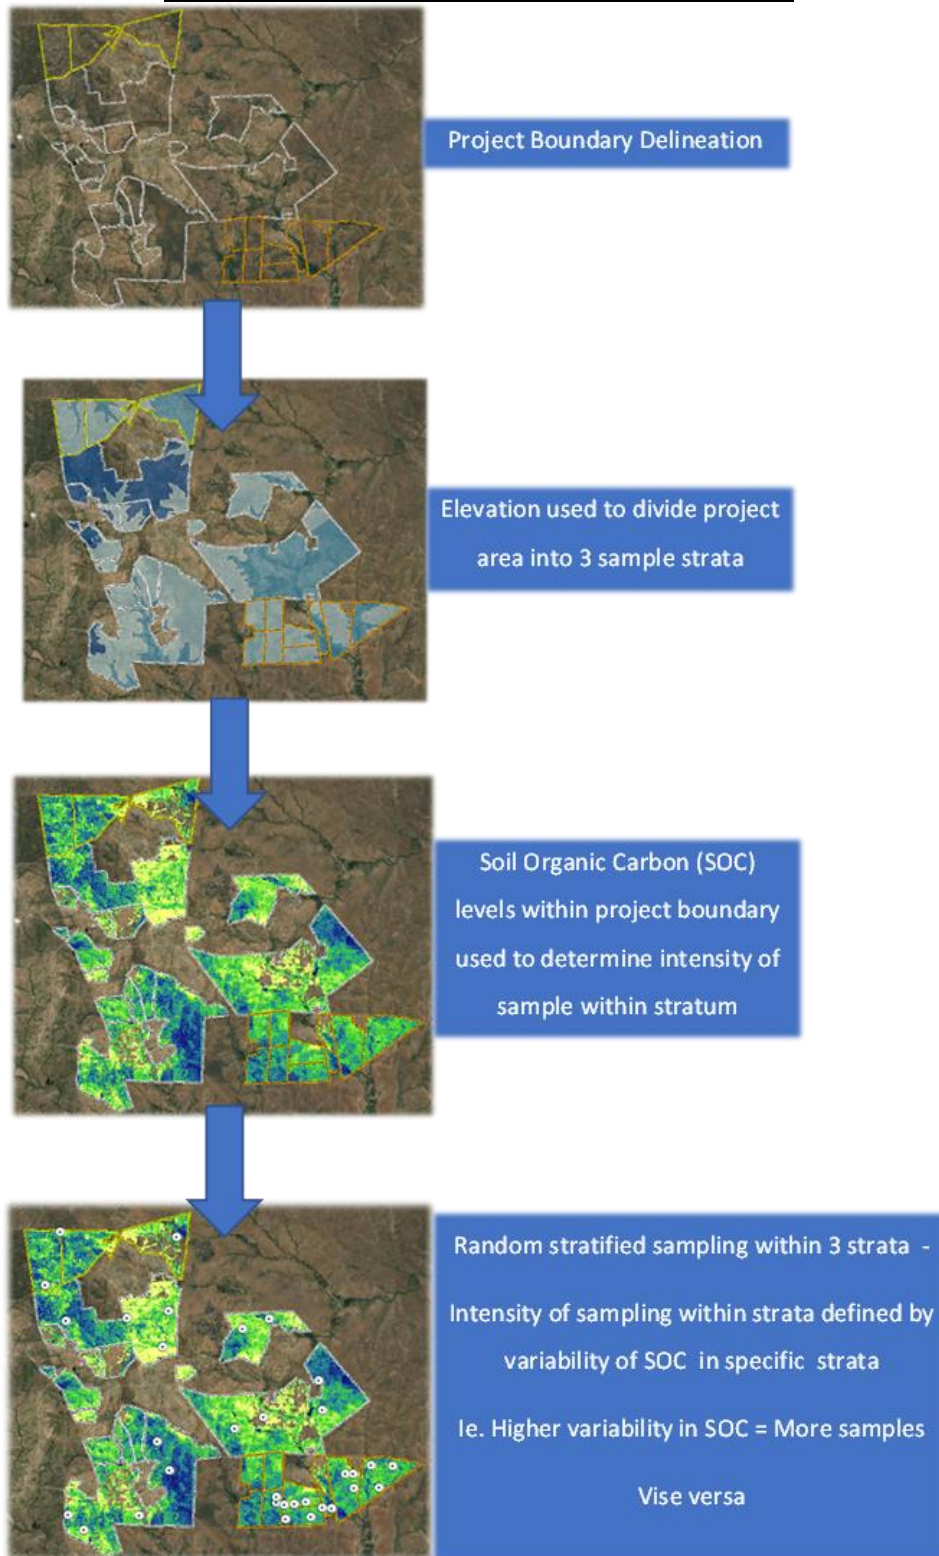 Project Boundary Delineation
Elevation used to divide project
area into 3 sample strata
Soil Organic Carbon (SOC)
levels within project boundary
used to determine intensity of
sample within stratum
Random stratified sampling within 3 strata -
Intensity of sampling within strata defined by
variability of SOC in specific strata
Ie. Higher variability in SOC = More samples
Vise versa